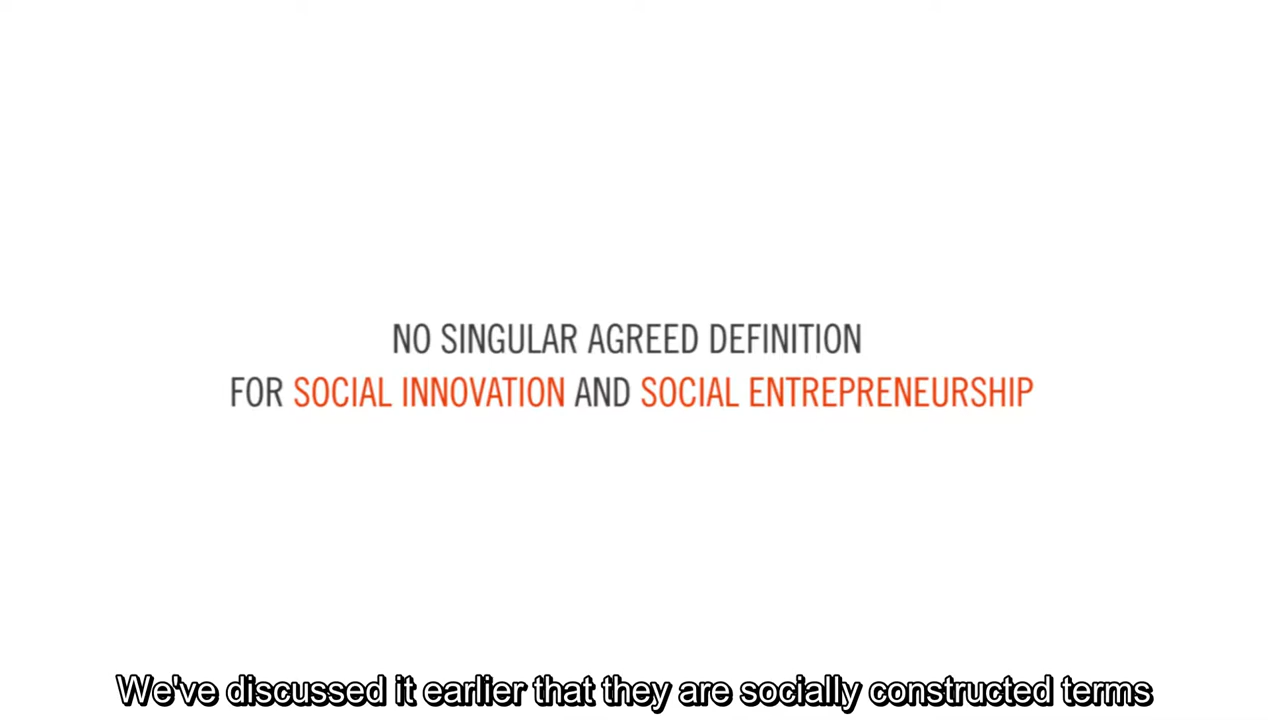 NO SINGULAR AGREED DEFINITION
FOR SOCIAL INNOVATION AND SOCIAL ENTREPRENEURSHIP
We've discussed it earlier that they are socially constructed terms